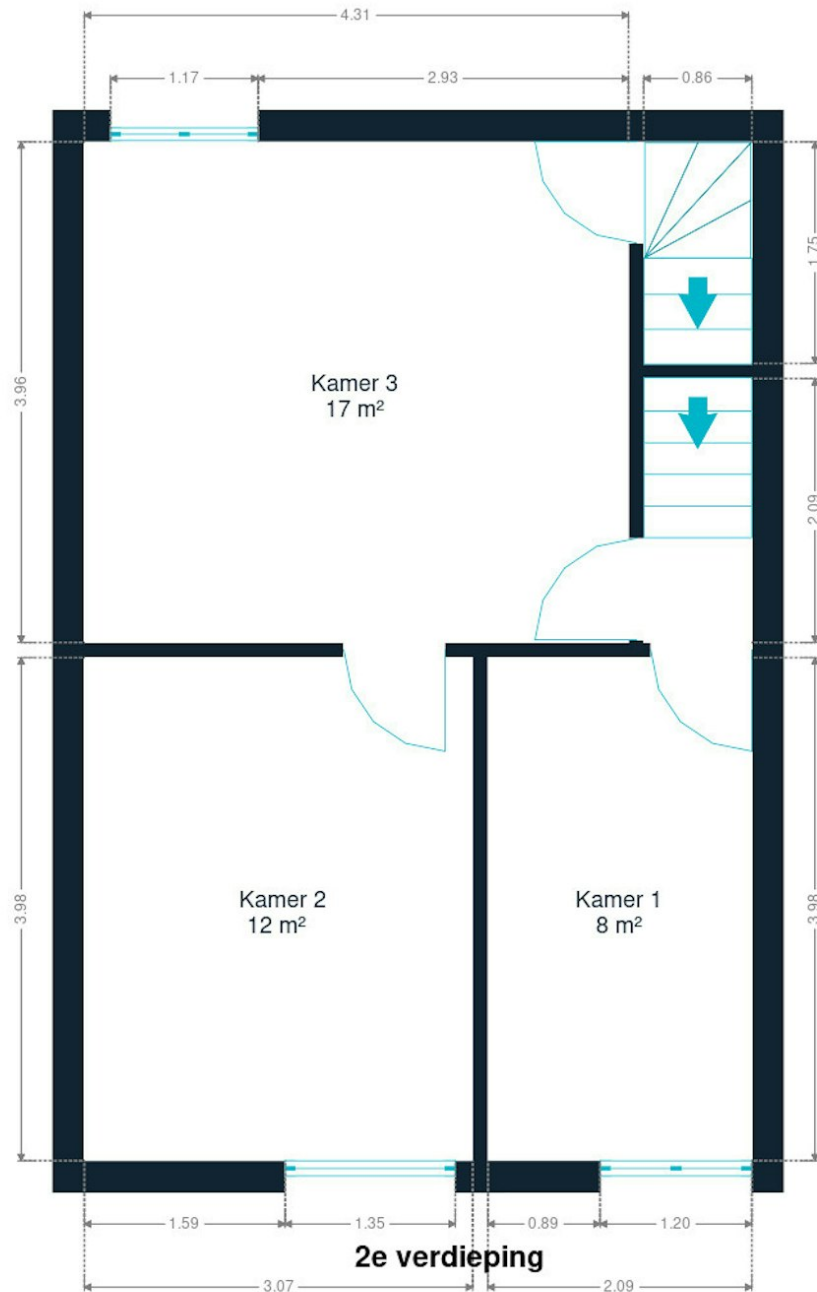 4.31
1.17
2.93
0.86
1.75
3.96
Kamer 3
17 m²
2.09
Kamer 2
12 m²
Kamer 1
8 m²
3.98
3.98
1.59
1.35
0.89
1.20
2e verdieping
3.07
2.09